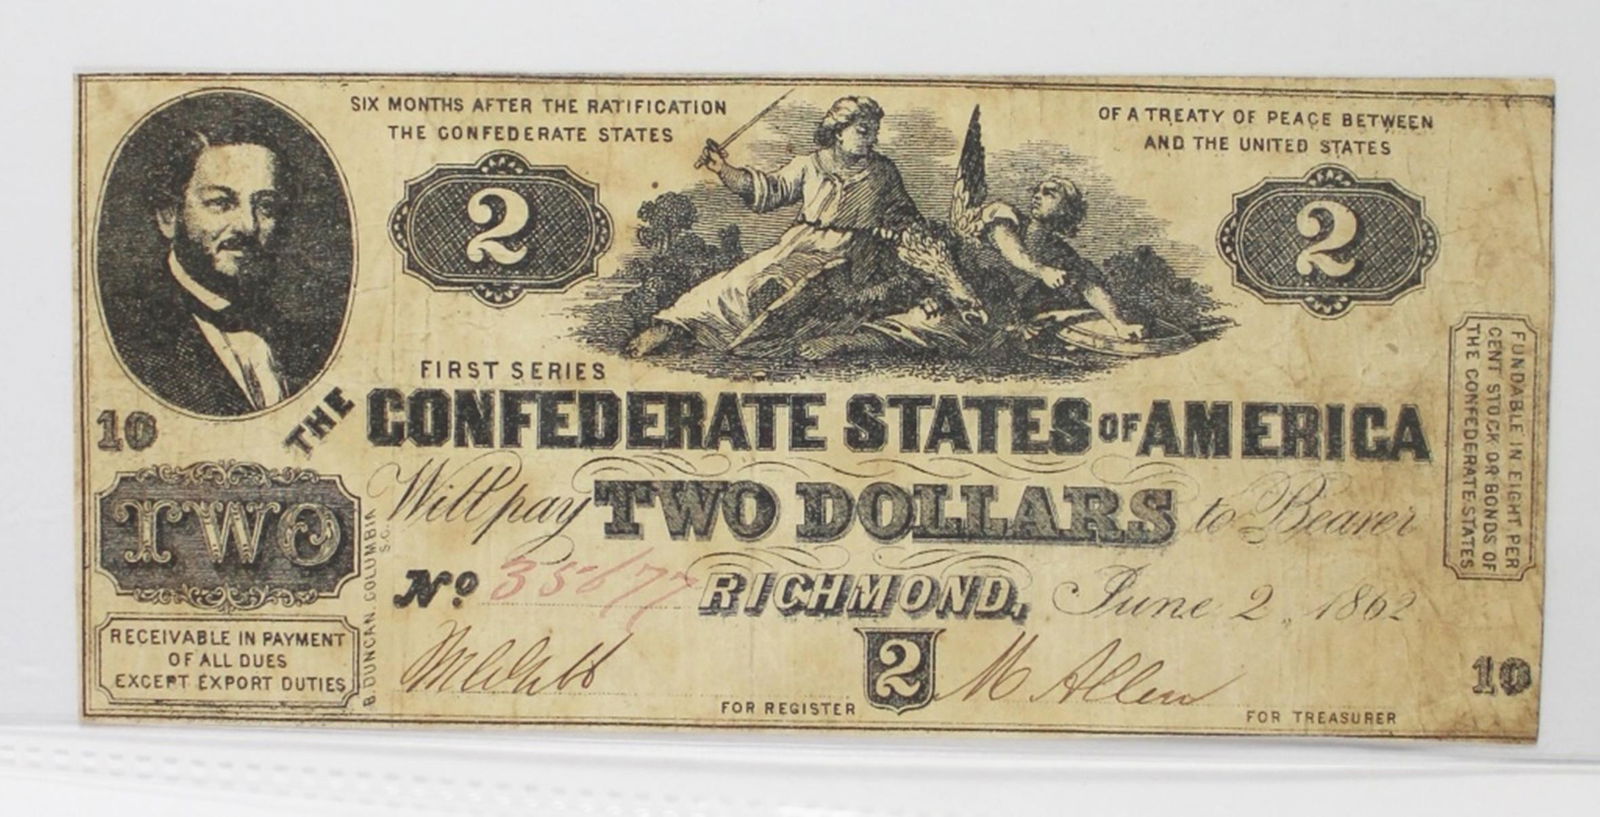 SIX MONTHS AFTER THE RATIFICATION
OF A TREATY OF PEACE BETWEEN
THE CONFEDERATE STATES
AND THE UNITED STATES
2
2
FIRST SERIES
10
THE CONFEDERATE STATES OF AMERICA
TWO
Will pay TWO DOLLARS to Bearer
No. 35677
RICHMOND, June 2, 1862
RECEIVABLE IN PAYMENT
OF ALL DUES
EXCEPT EXPORT DUTIES
B. DUNCAN, COLUMBIA
S.C.
2
M. Allen
FOR REGISTER
FOR TREASURER
10
FUNDABLE IN EIGHT PER
CENT STOCK OR BONDS OF
THE CONFEDERATE STATES